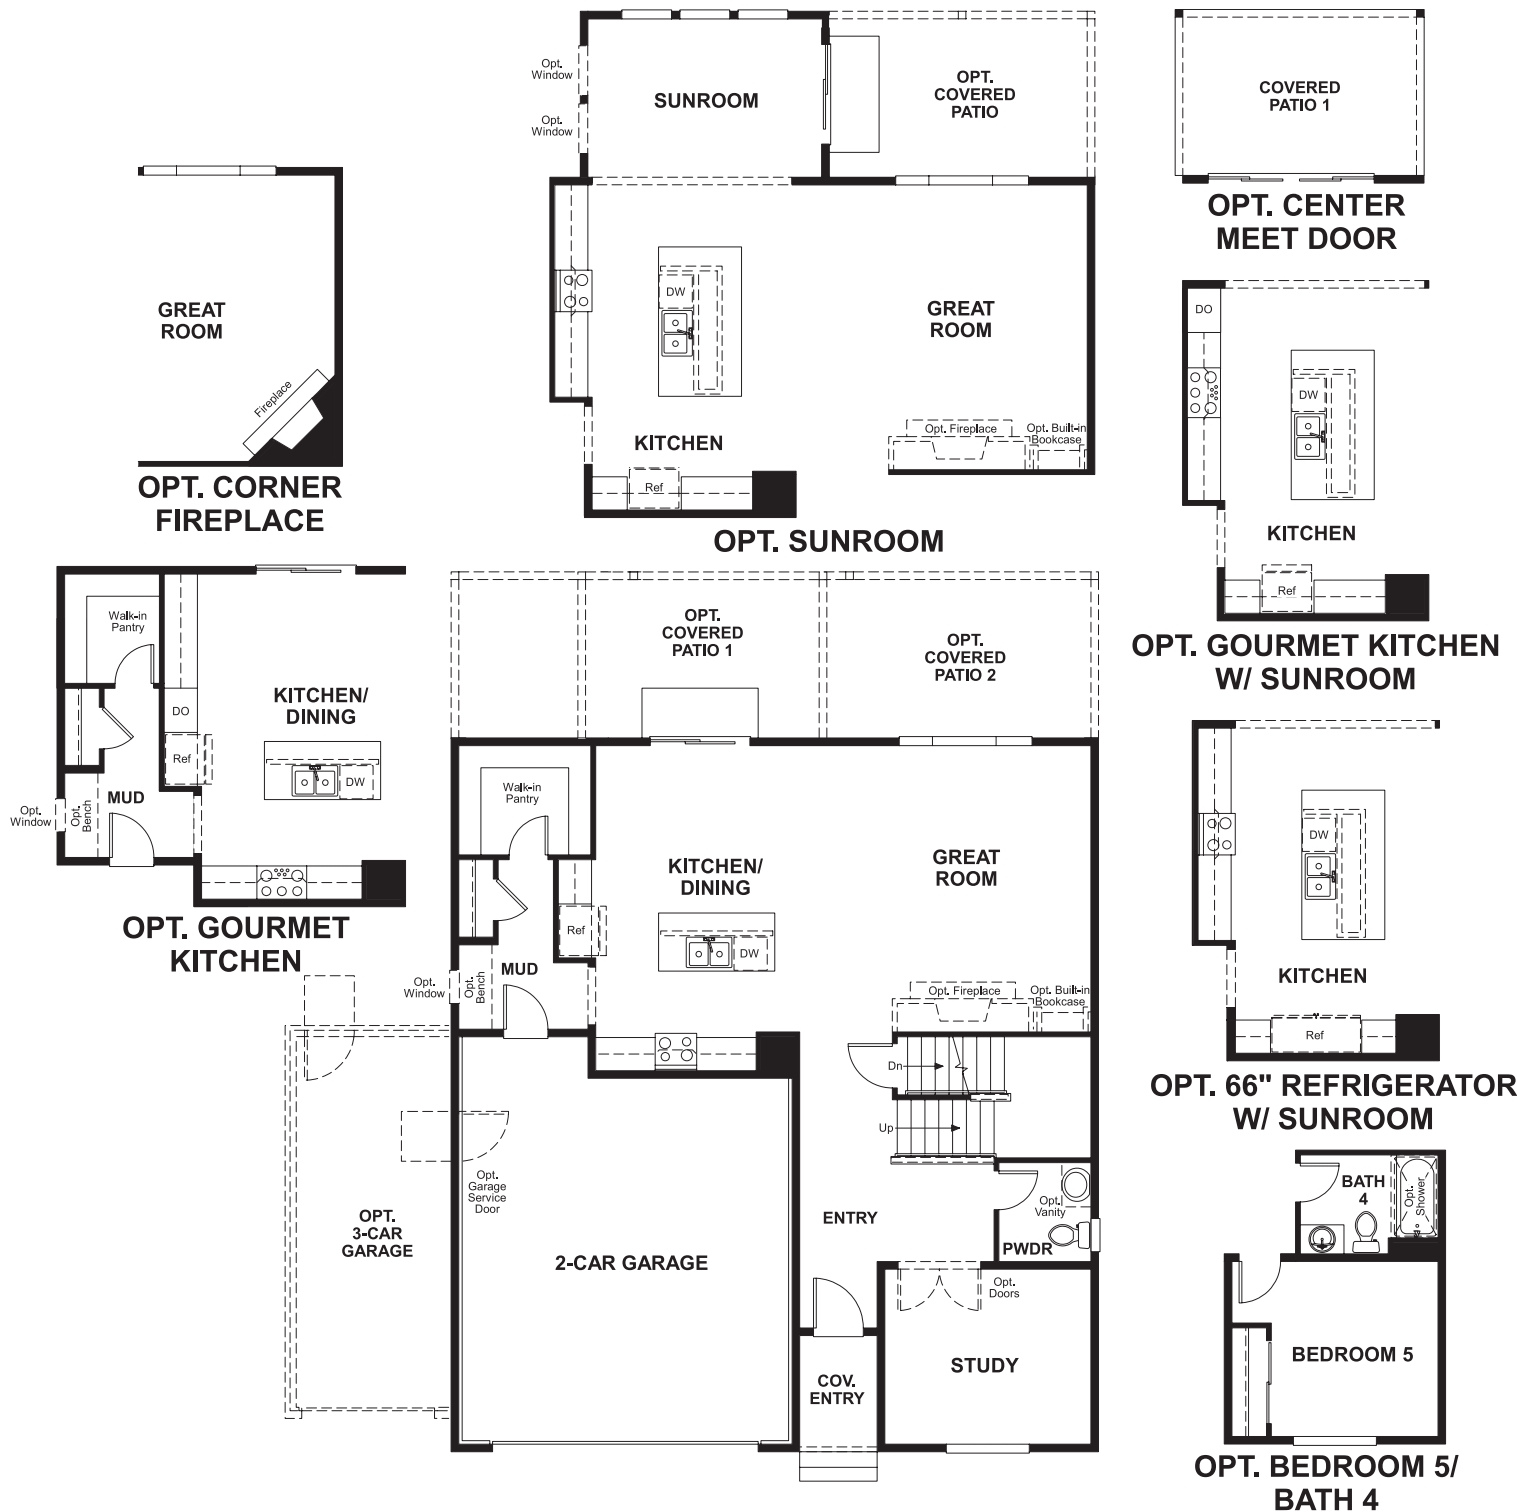 Opt.
Window
Opt.
Window
SUNROOM
OPT.
COVERED
PATIO
GREAT
ROOM
DW
KITCHEN
Ref
Opt. Fireplace
Opt. Built-in
Bookcase
OPT. SUNROOM
COVERED
PATIO 1
OPT. CENTER
MEET DOOR
GREAT
ROOM
Fireplace
OPT. CORNER
FIREPLACE
DO
DW
KITCHEN
Ref
OPT. GOURMET KITCHEN
W/ SUNROOM
Walk-in
Pantry
KITCHEN/
DINING
DO
Ref
DW
MUD
Opt.
Window
Opt.
Bench
OPT. GOURMET
KITCHEN
OPT.
COVERED
PATIO 1
OPT.
COVERED
PATIO 2
Walk-in
Pantry
KITCHEN/
DINING
GREAT
ROOM
Ref
DW
MUD
Opt.
Window
Opt.
Bench
Opt. Fireplace
Opt. Built-in
Bookcase
Dn
Up
Opt.
Garage
Service
Door
OPT.
3-CAR
GARAGE
2-CAR GARAGE
ENTRY
Opt.
Vanity
PWDR
Opt.
Doors
STUDY
COV.
ENTRY
DW
KITCHEN
Ref
OPT. 66" REFRIGERATOR
W/ SUNROOM
BATH
4
Opt.
Shower
BEDROOM 5
OPT. BEDROOM 5/
BATH 4